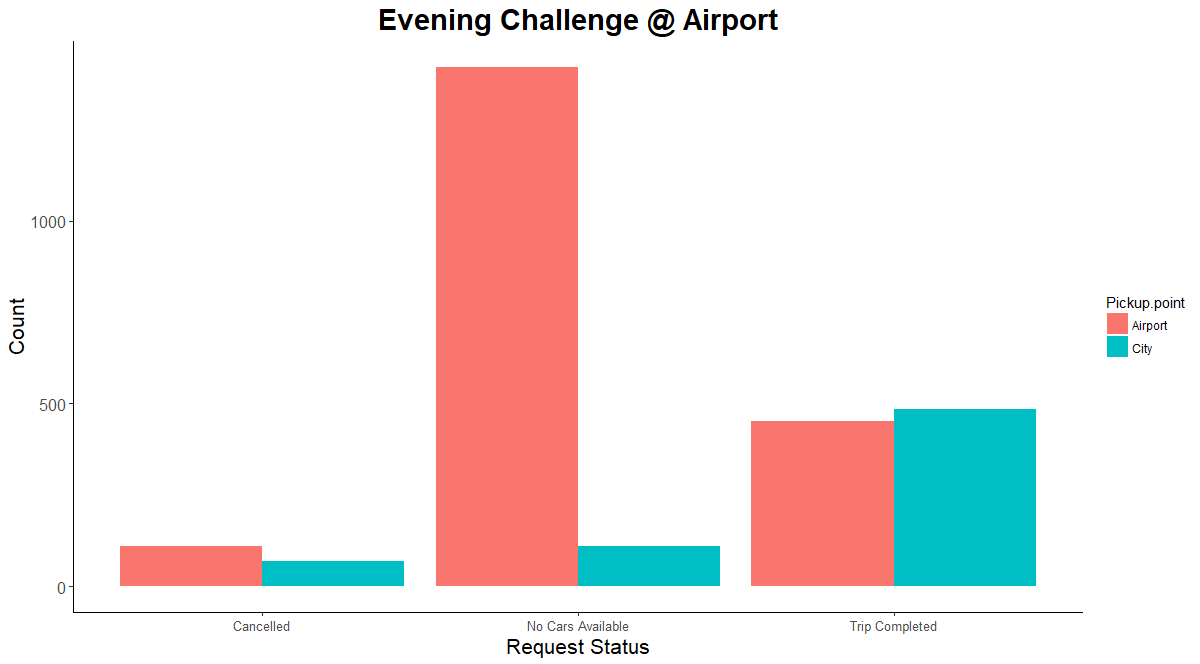 Evening Challenge @ Airport
Count
1000
500
0
Cancelled
No Cars Available
Trip Completed
Request Status
Pickup.point
Airport
City